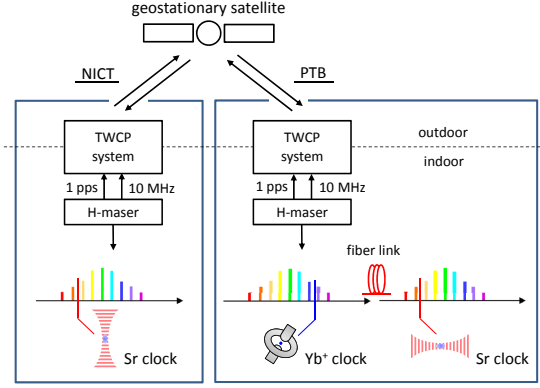 geostationary satellite
NICT
PTB
TWCP
system
TWCP
system
outdoor
indoor
1 pps
10 MHz
1 pps
10 MHz
H-maser
H-maser
fiber link
Sr clock
Yb⁺ clock
Sr clock